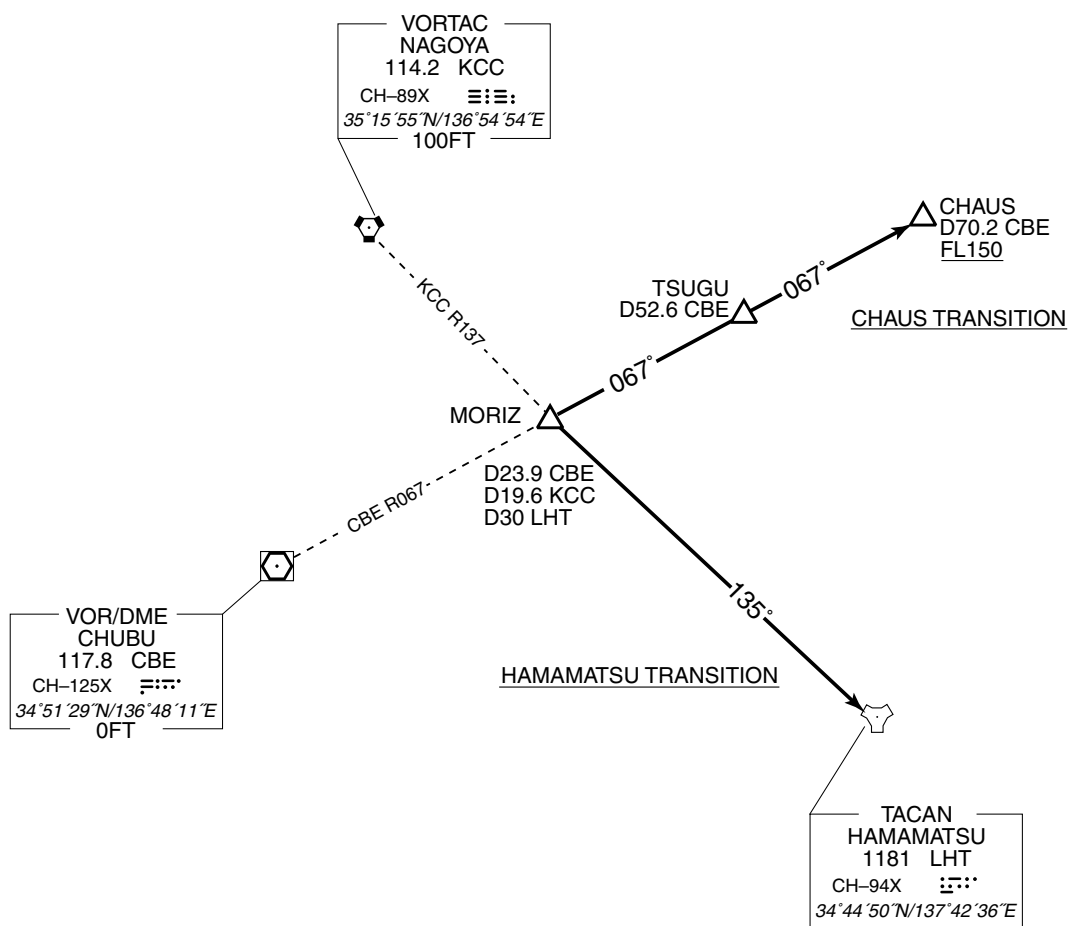 VORTAC
NAGOYA
114.2 KCC
CH–89X
35°15´55˝N/136°54´54˝E
100FT
KCC R137
CHAUS
D70.2 CBE
FL150
067°
TSUGU
D52.6 CBE
CHAUS TRANSITION
067°
MORIZ
D23.9 CBE
D19.6 KCC
D30 LHT
CBE R067
135°
VOR/DME
CHUBU
117.8 CBE
CH–125X
34°51´29˝N/136°48´11˝E
0FT
HAMAMATSU TRANSITION
TACAN
HAMAMATSU
1181 LHT
CH–94X
34°44´50˝N/137°42´36˝E